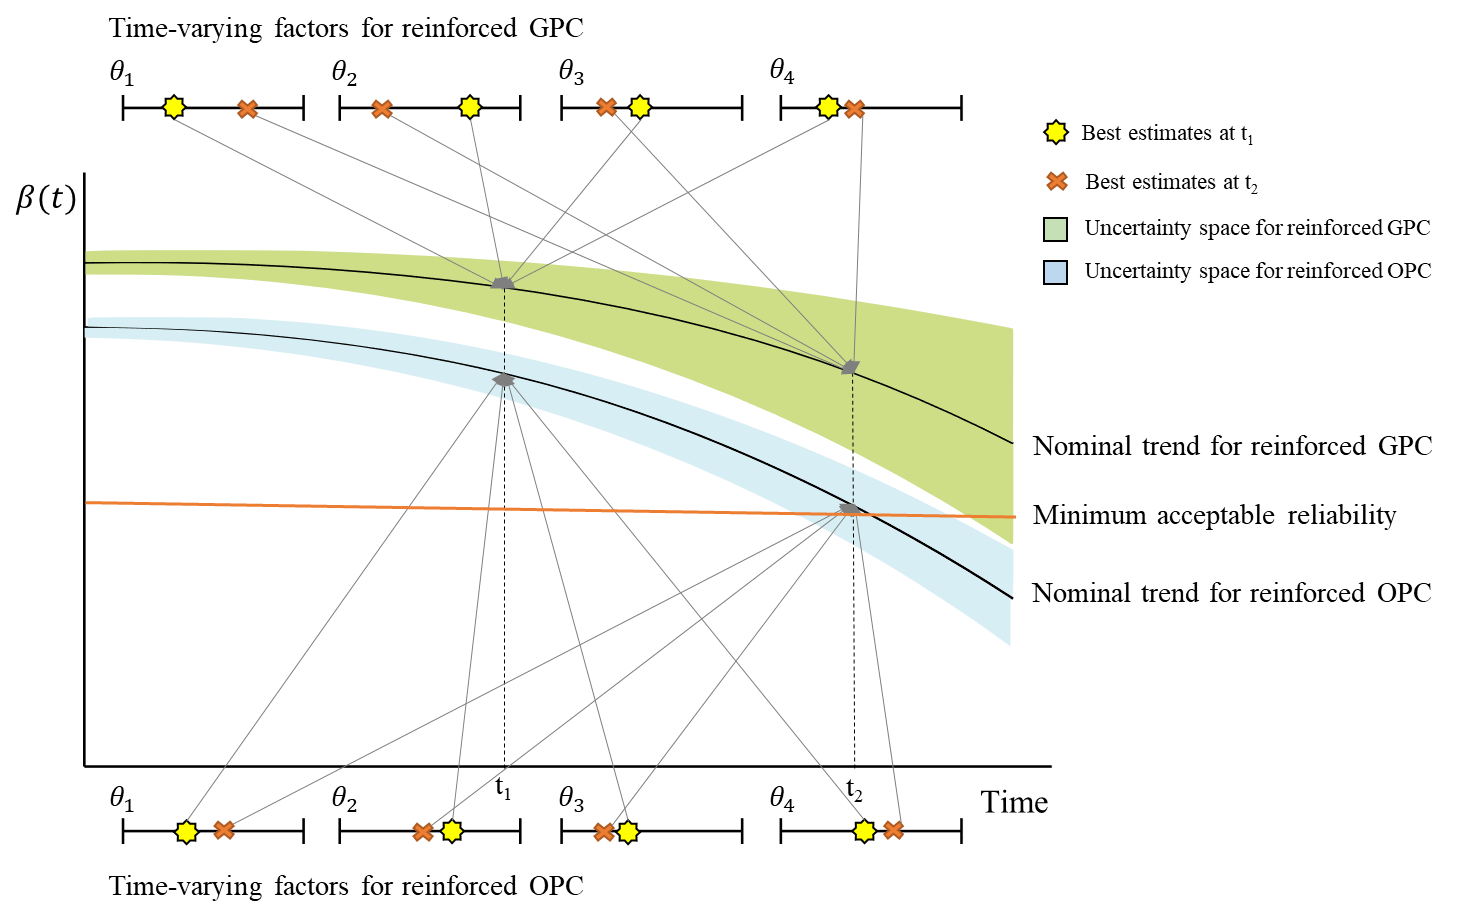 Time-varying factors for reinforced GPC
θ1
θ2
θ3
θ4
Best estimates at t1
Best estimates at t2
Uncertainty space for reinforced GPC
Uncertainty space for reinforced OPC
β(t)
Nominal trend for reinforced GPC
Minimum acceptable reliability
Nominal trend for reinforced OPC
t1
t2
Time
θ1
θ2
θ3
θ4
Time-varying factors for reinforced OPC